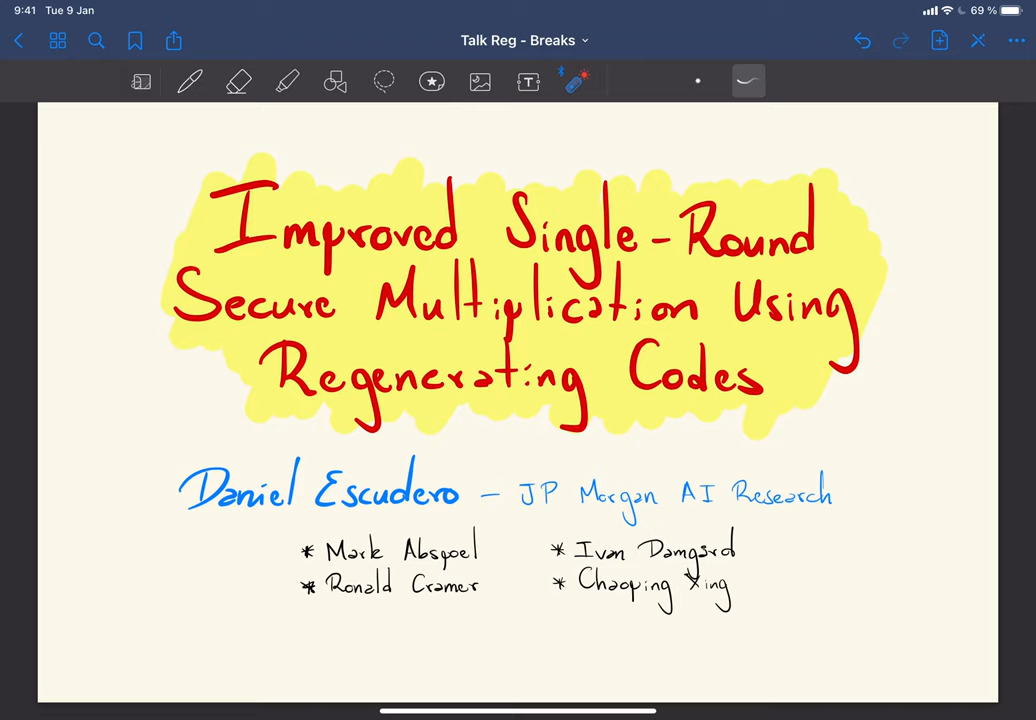 9:41 Tue 9 Jan 69 %
Talk Reg - Breaks
T
Improved Single-Round
Secure Multiplication Using
Regenerating Codes
Daniel Escudero – JP Morgan AI Research
* Mark Abspoel * Ivan Damgård
* Ronald Cramer * Chaoping Xing